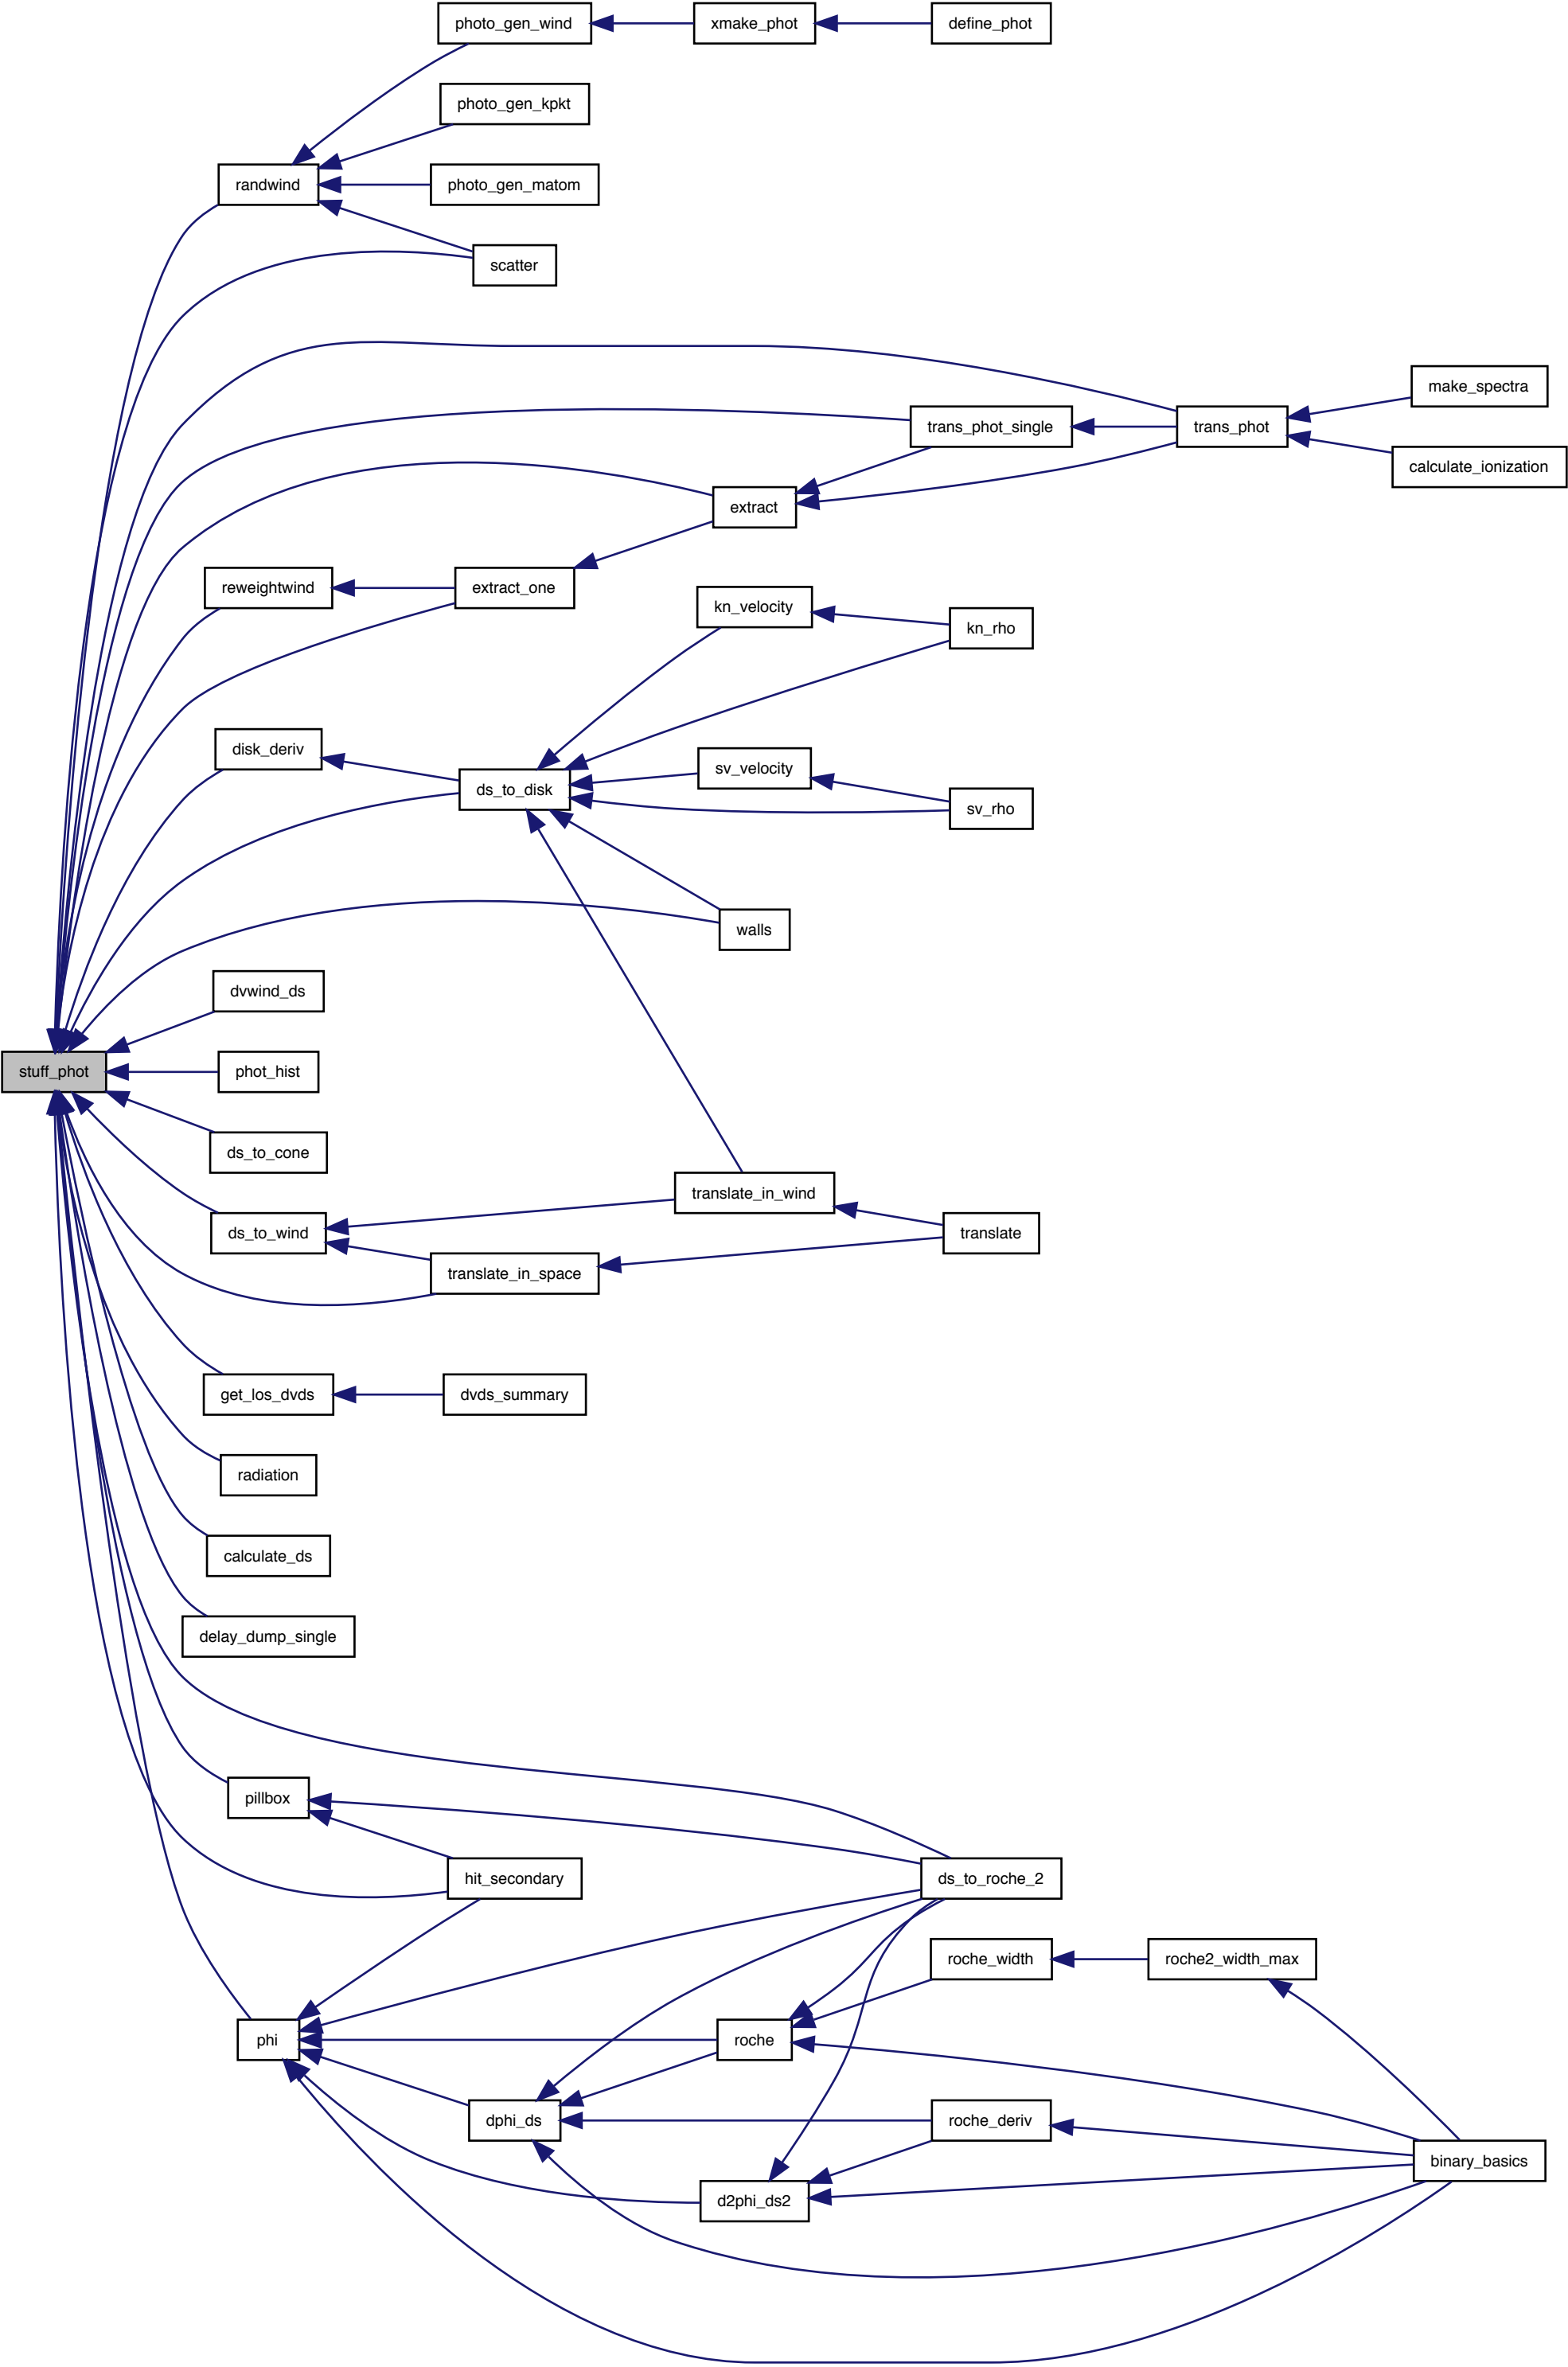 photo_gen_wind
xmake_phot
define_phot
photo_gen_kpkt
randwind
photo_gen_matom
scatter
make_spectra
trans_phot_single
trans_phot
calculate_ionization
extract
reweightwind
extract_one
kn_velocity
kn_rho
disk_deriv
sv_velocity
ds_to_disk
sv_rho
walls
dvwind_ds
stuff_phot
phot_hist
ds_to_cone
translate_in_wind
ds_to_wind
translate
translate_in_space
get_los_dvds
dvds_summary
radiation
calculate_ds
delay_dump_single
pillbox
hit_secondary
ds_to_roche_2
roche_width
roche2_width_max
phi
roche
dphi_ds
roche_deriv
binary_basics
d2phi_ds2